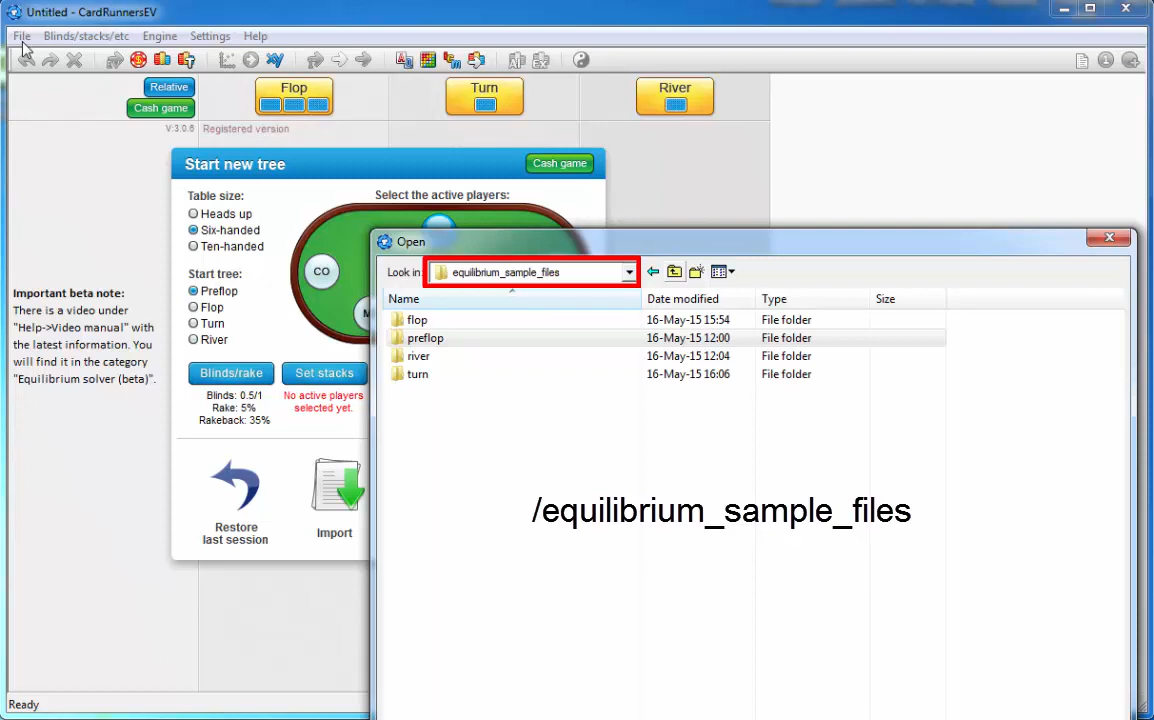 Untitled - CardRunnersEV
File Blinds/stacks/etc Engine Settings Help
Relative
Cash game
Flop
Turn
River
V:3.0.6 Registered version
Start new tree
Cash game
Table size:
Heads up
Six-handed
Ten-handed
Start tree:
Preflop
Flop
Turn
River
Select the active players:
CO
M
Blinds/rake
Set stacks
Blinds: 0.5/1
Rake: 5%
Rakeback: 35%
No active players
selected yet.
Restore
last session
Import
Important beta note:
There is a video under
"Help->Video manual" with
the latest information. You
will find it in the category
"Equilibrium solver (beta)".
Open
Look in: equilibrium_sample_files
Name Date modified Type Size
flop 16-May-15 15:54 File folder
preflop 16-May-15 12:00 File folder
river 16-May-15 12:04 File folder
turn 16-May-15 16:06 File folder
/equilibrium_sample_files
Ready